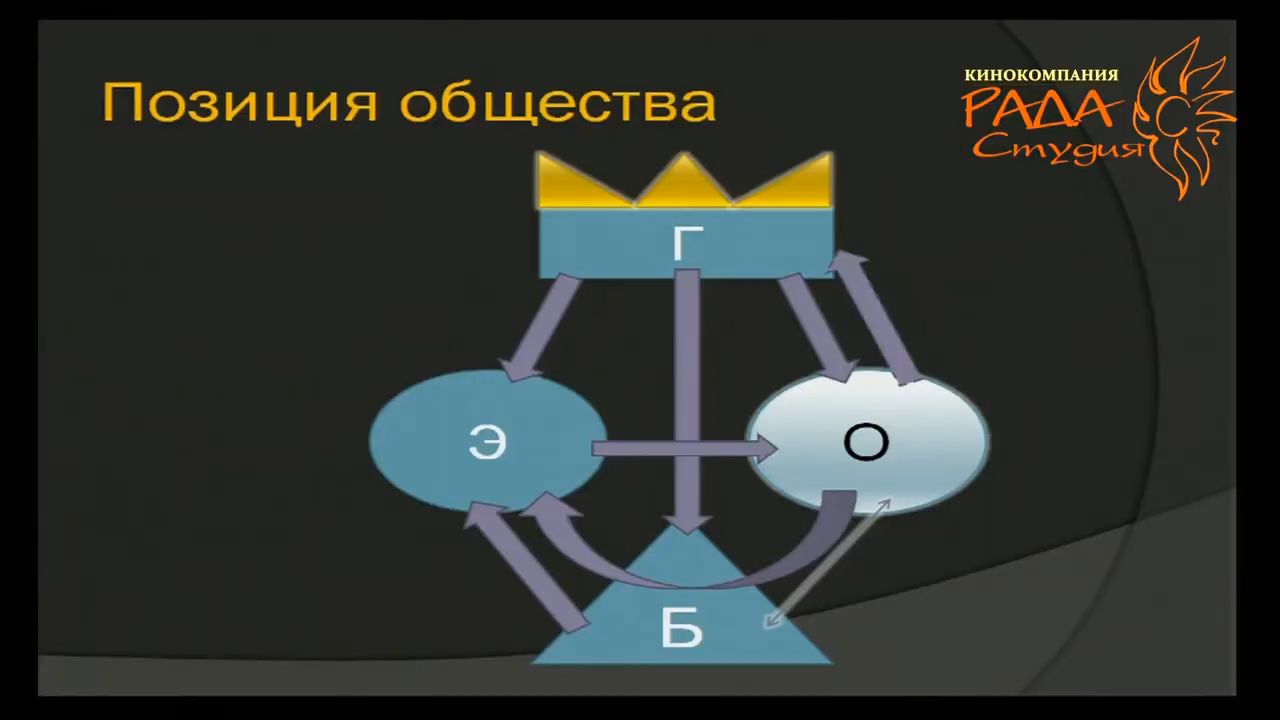 Позиция общества
КИНОКОМПАНИЯ
РАДА
Студия
Г
Э
О
Б